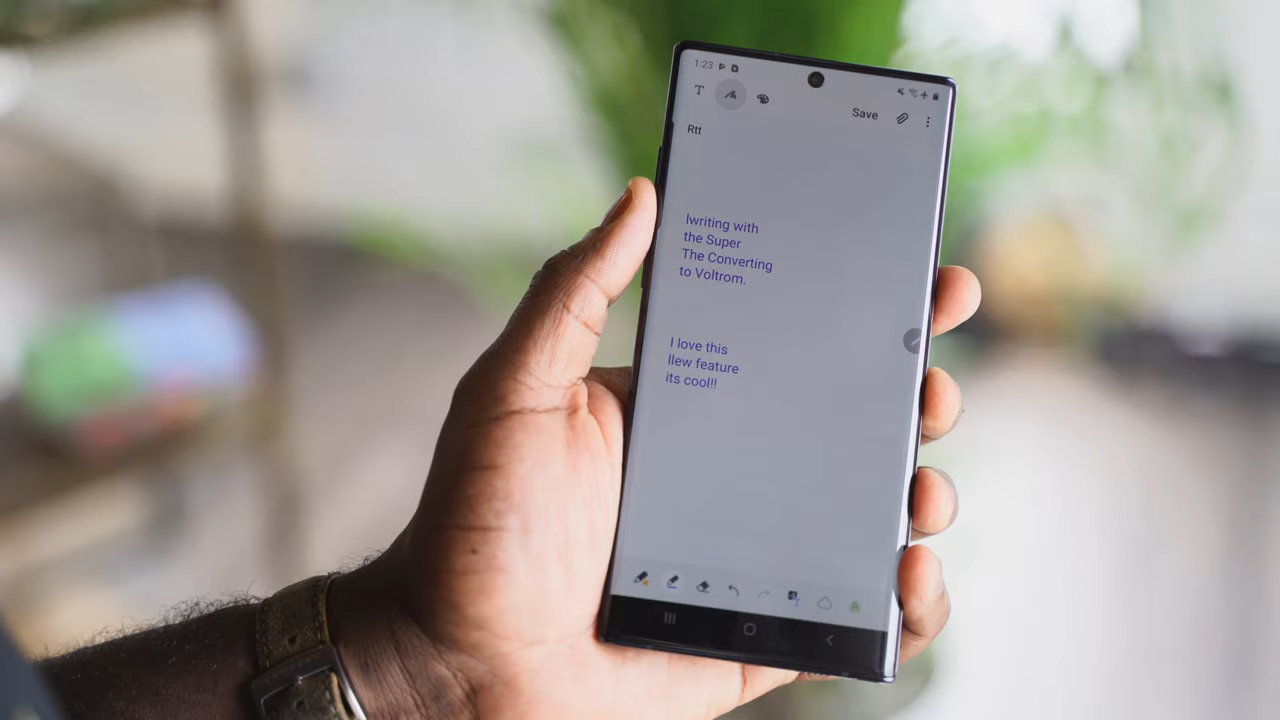 1:23
T
Save
Rtt
Iwriting with
the Super
The Converting
to Voltrom.
I love this
llew feature
its cool!!